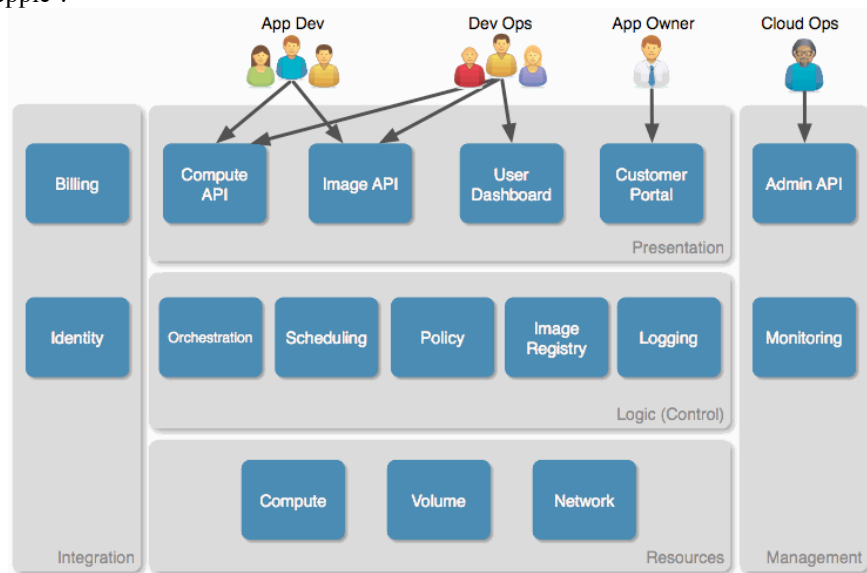 App Dev
Dev Ops
App Owner
Cloud Ops
Billing
Compute
API
Image API
User
Dashboard
Customer
Portal
Admin API
Presentation
Identity
Orchestration
Scheduling
Policy
Image
Registry
Logging
Monitoring
Logic (Control)
Compute
Volume
Network
Integration
Resources
Management